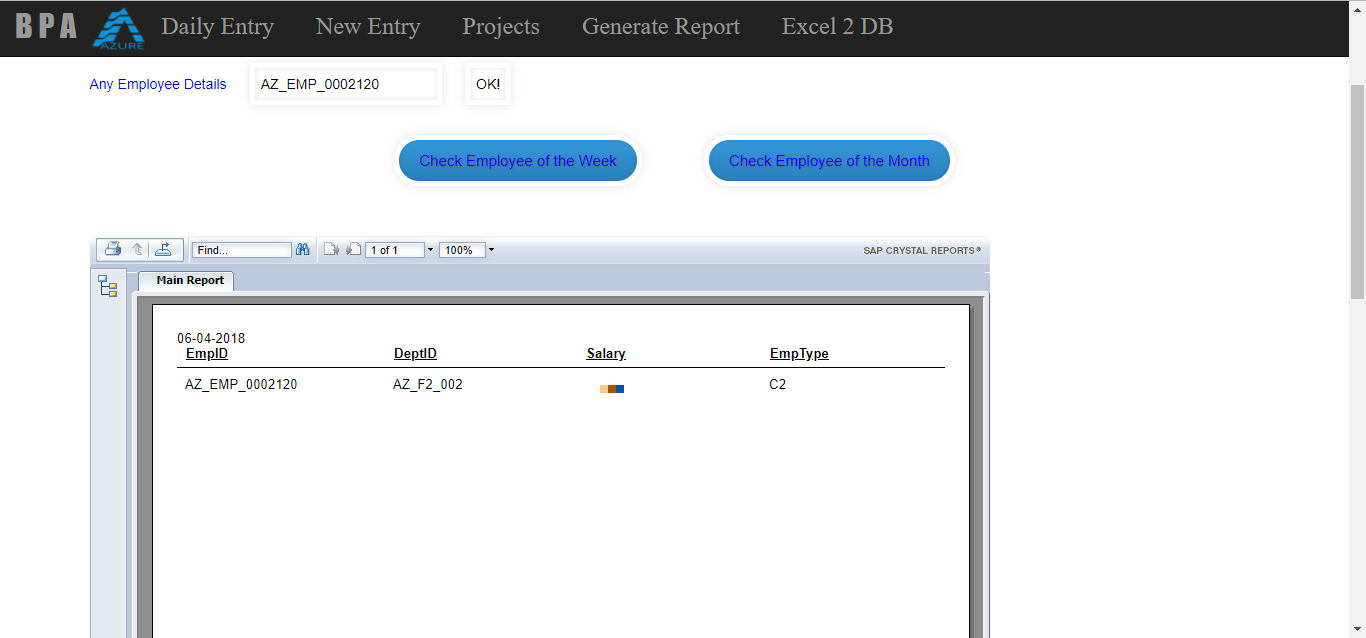 BPA AZURE Daily Entry New Entry Projects Generate Report Excel 2 DB
Any Employee Details AZ_EMP_0002120 OK!
Check Employee of the Week Check Employee of the Month
Find... 1 of 1 100% SAP CRYSTAL REPORTS®
Main Report
06-04-2018
EmpID DeptID Salary EmpType
AZ_EMP_0002120 AZ_F2_002 C2